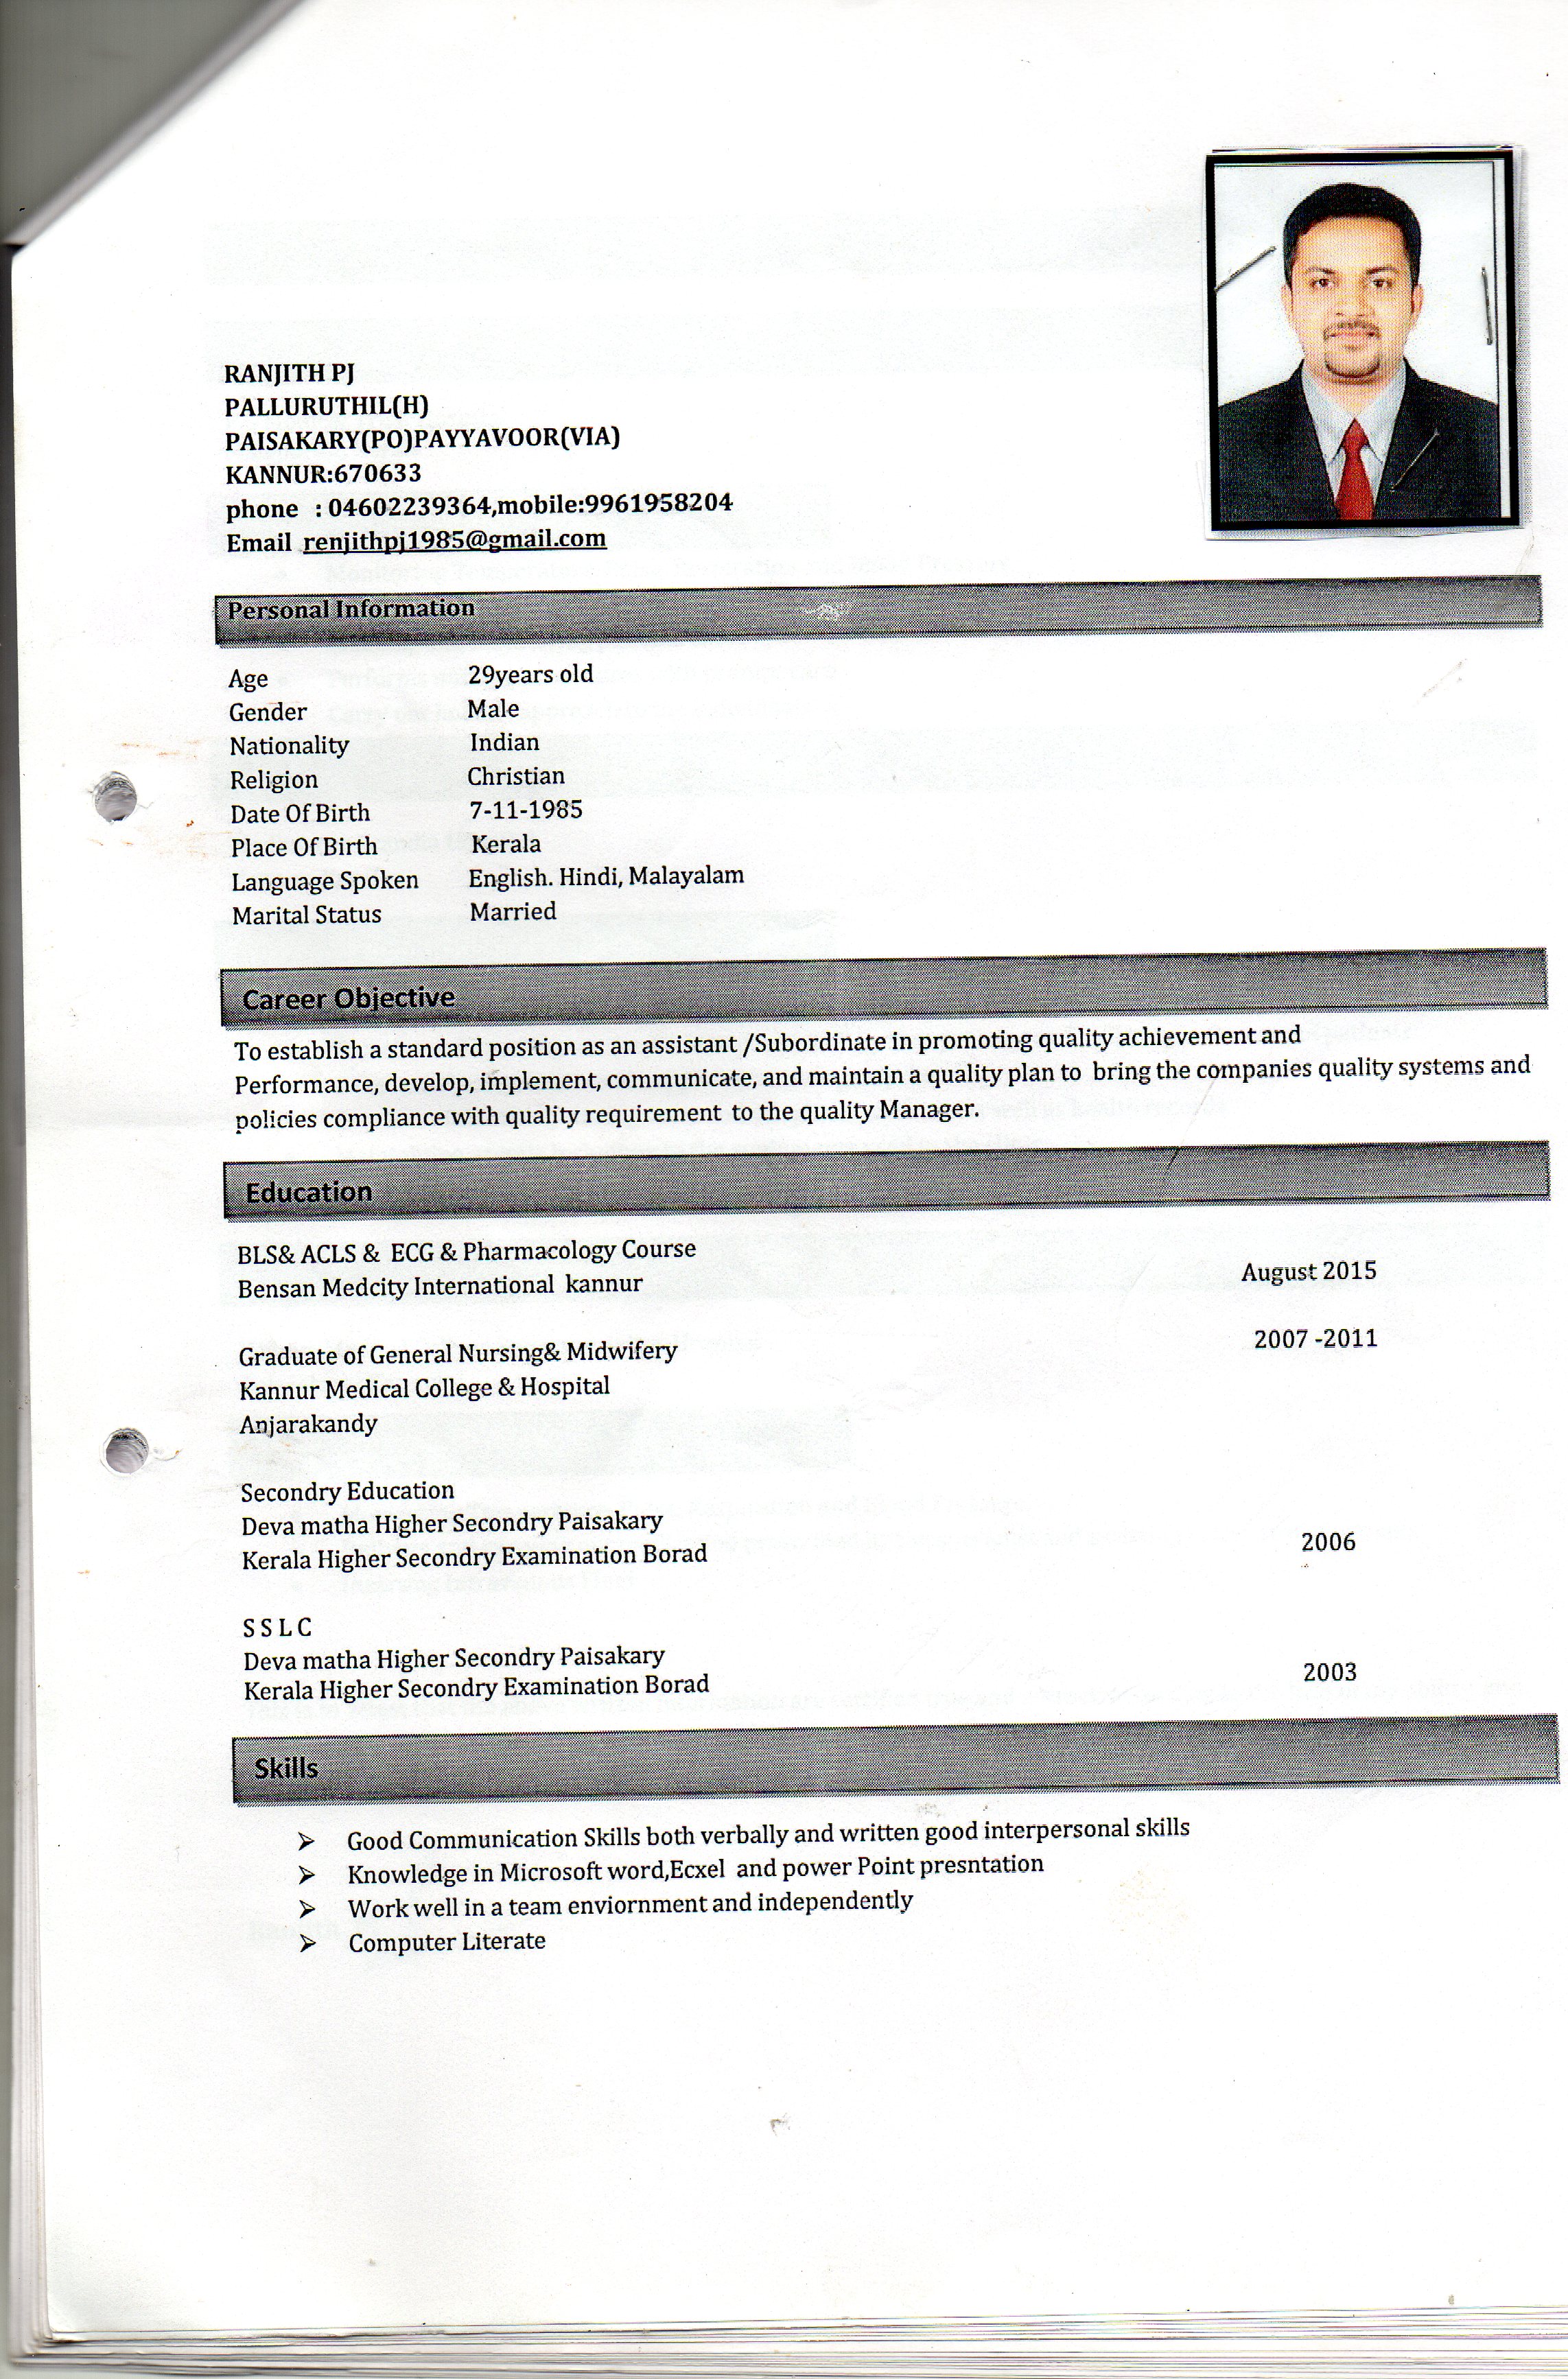 RANJITH PJ
PALLURUTHIL(H)
PAISAKARY(PO)PAYYAVOOR(VIA)
KANNUR:670633
phone : 04602239364,mobile:9961958204
Email renjithpj1985@gmail.com
Personal Information
Age 29years old
Gender Male
Nationality Indian
Religion Christian
Date Of Birth 7-11-1985
Place Of Birth Kerala
Language Spoken English. Hindi, Malayalam
Marital Status Married
Career Objective
To establish a standard position as an assistant /Subordinate in promoting quality achievement and
Performance, develop, implement, communicate, and maintain a quality plan to bring the companies quality systems and
policies compliance with quality requirement to the quality Manager.
Education
BLS& ACLS & ECG & Pharmacology Course
Bensan Medcity International kannur August 2015
Graduate of General Nursing& Midwifery 2007 -2011
Kannur Medical College & Hospital
Anjarakandy
Secondry Education
Deva matha Higher Secondry Paisakary
Kerala Higher Secondry Examination Borad 2006
S S L C
Deva matha Higher Secondry Paisakary
Kerala Higher Secondry Examination Borad 2003
Skills
➢ Good Communication Skills both verbally and written good interpersonal skills
➢ Knowledge in Microsoft word,Ecxel and power Point presntation
➢ Work well in a team enviornment and independently
➢ Computer Literate